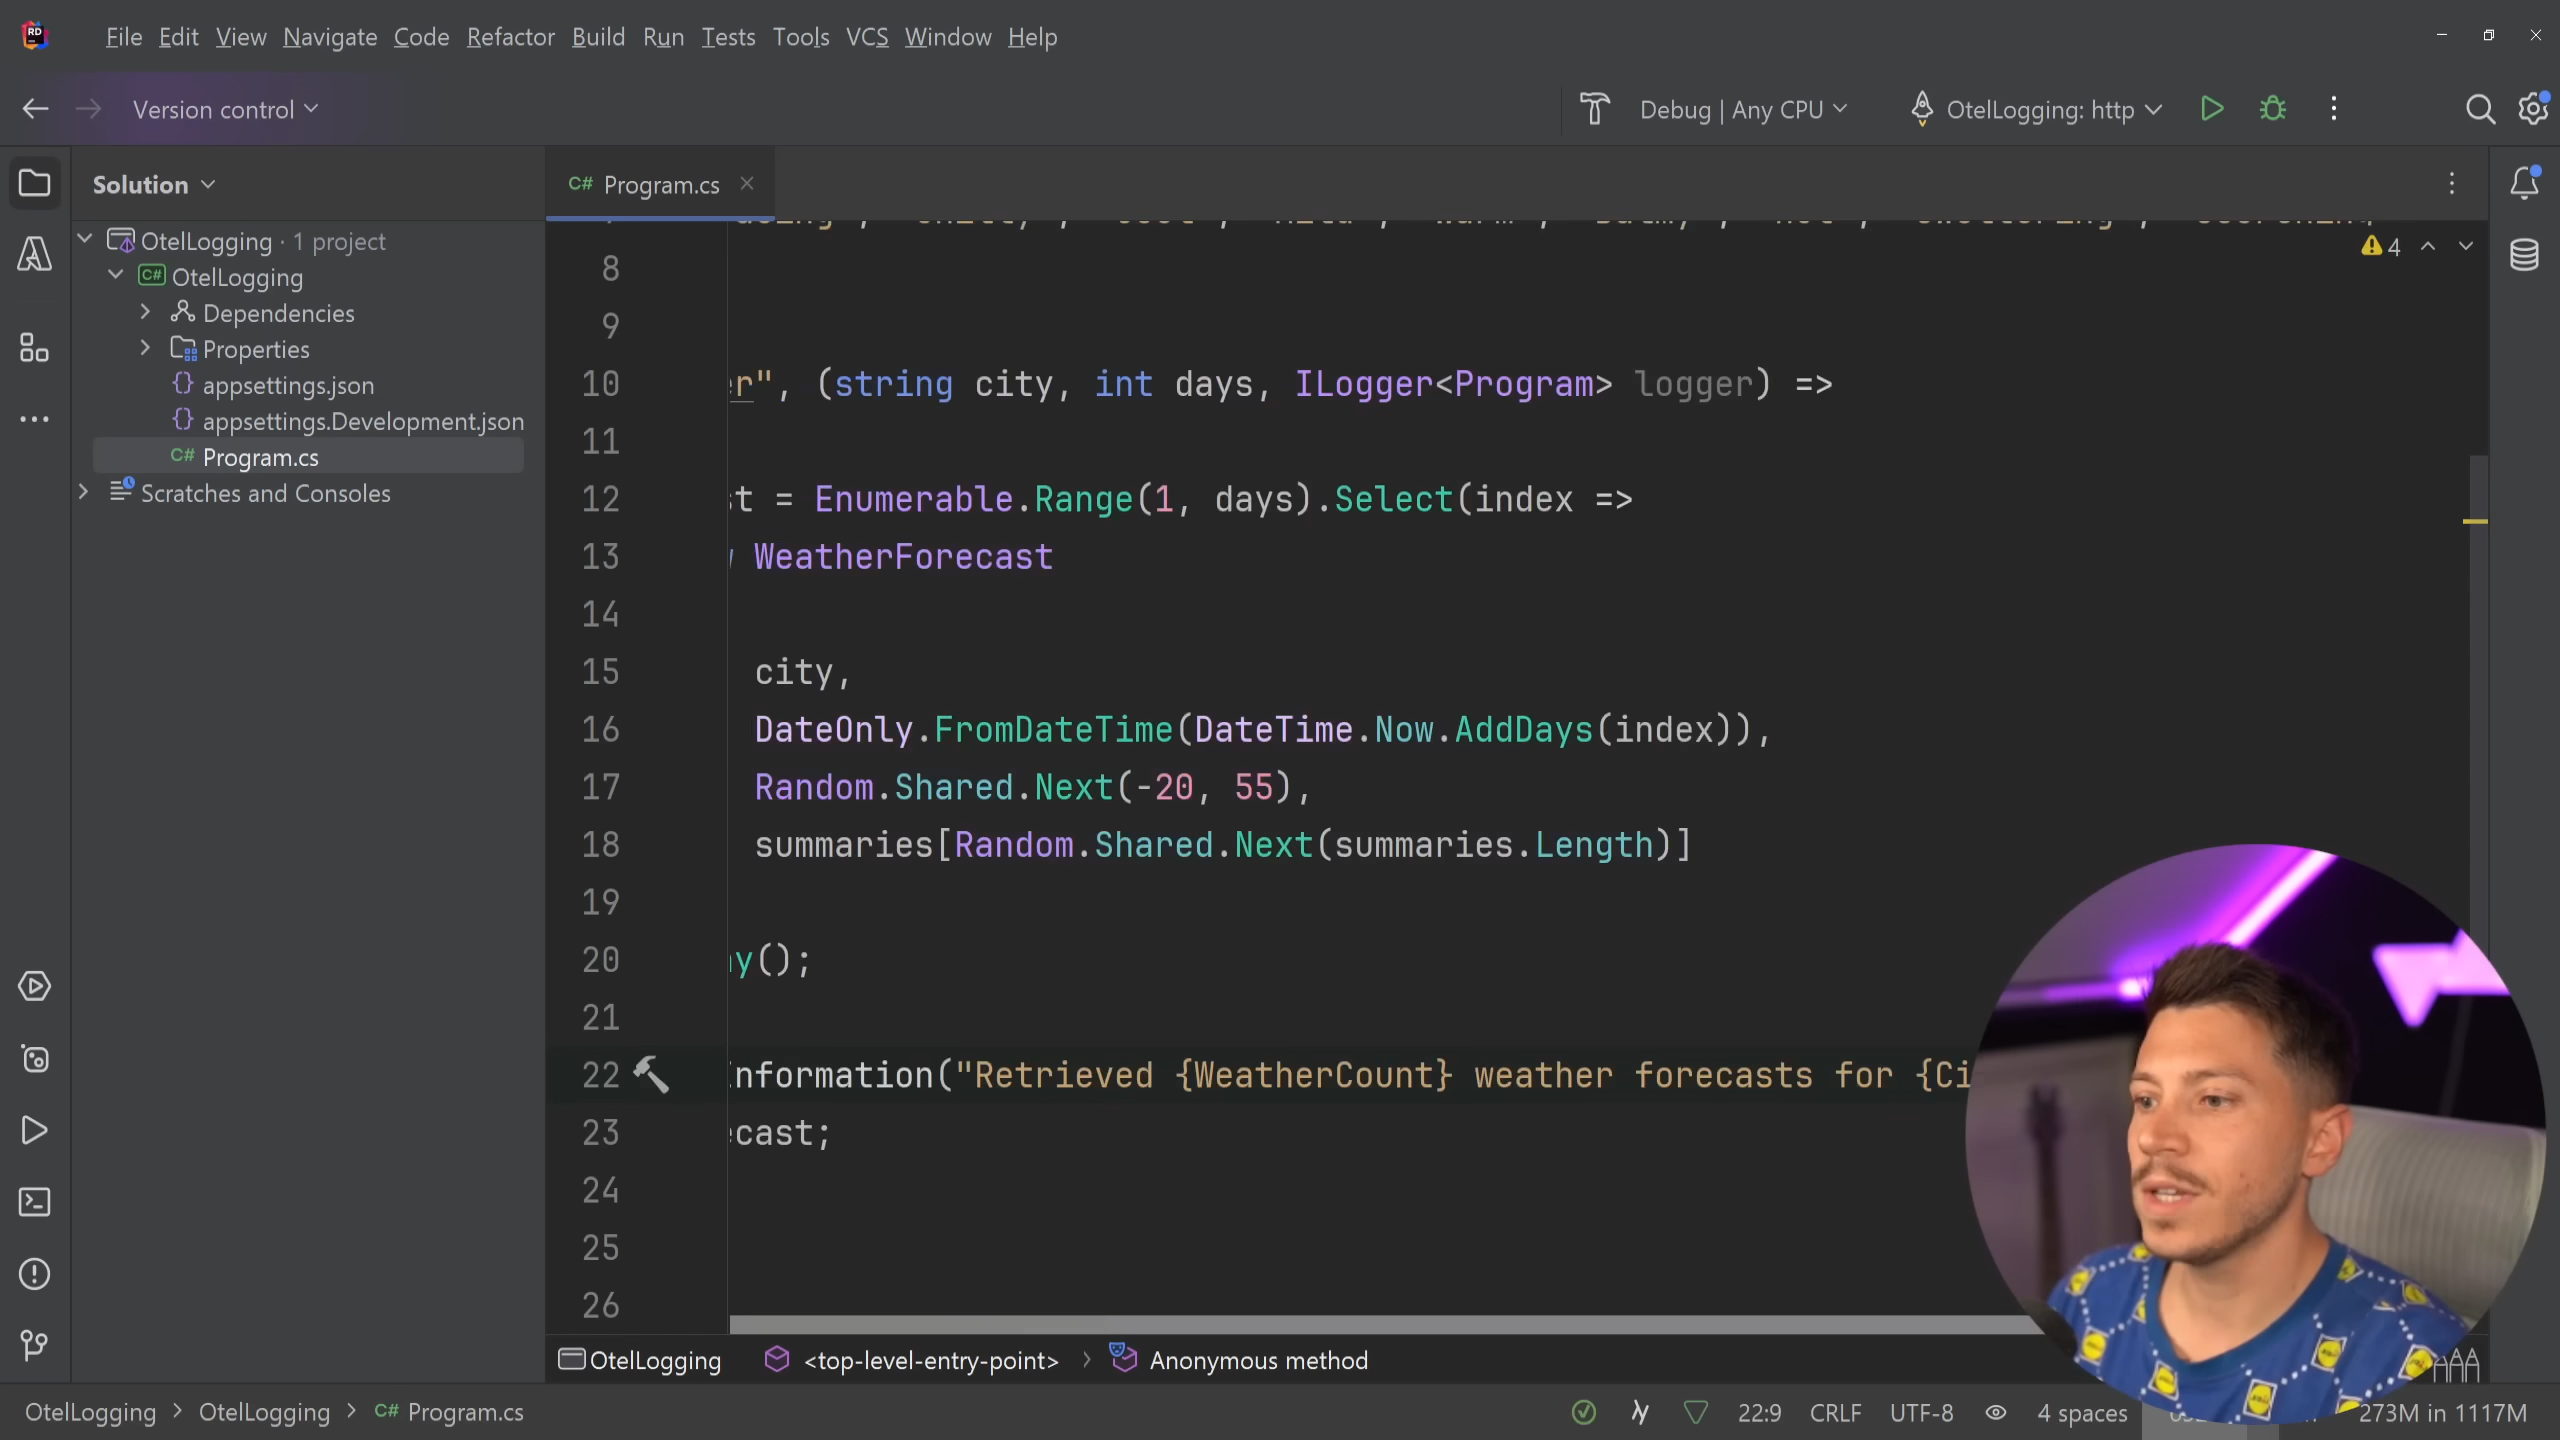 RD File Edit View Navigate Code Refactor Build Run Tests Tools VCS Window Help
Version control Debug | Any CPU OtelLogging: http
Solution
C# Program.cs
OtelLogging · 1 project
C# OtelLogging
Dependencies
Properties
{} appsettings.json
{} appsettings.Development.json
C# Program.cs
Scratches and Consoles
4
8
9
10 er", (string city, int days, ILogger<Program> logger) =>
11
12 st = Enumerable.Range(1, days).Select(index =>
13 WeatherForecast
14
15 city,
16 DateOnly.FromDateTime(DateTime.Now.AddDays(index)),
17 Random.Shared.Next(-20, 55),
18 summaries[Random.Shared.Next(summaries.Length)]
19
20 ay();
21
22 Information("Retrieved {WeatherCount} weather forecasts for {Ci
23 ecast;
24
25
26
OtelLogging <top-level-entry-point> > Anonymous method
OtelLogging > OtelLogging > C# Program.cs 22:9 CRLF UTF-8 4 spaces 273M in 1117M